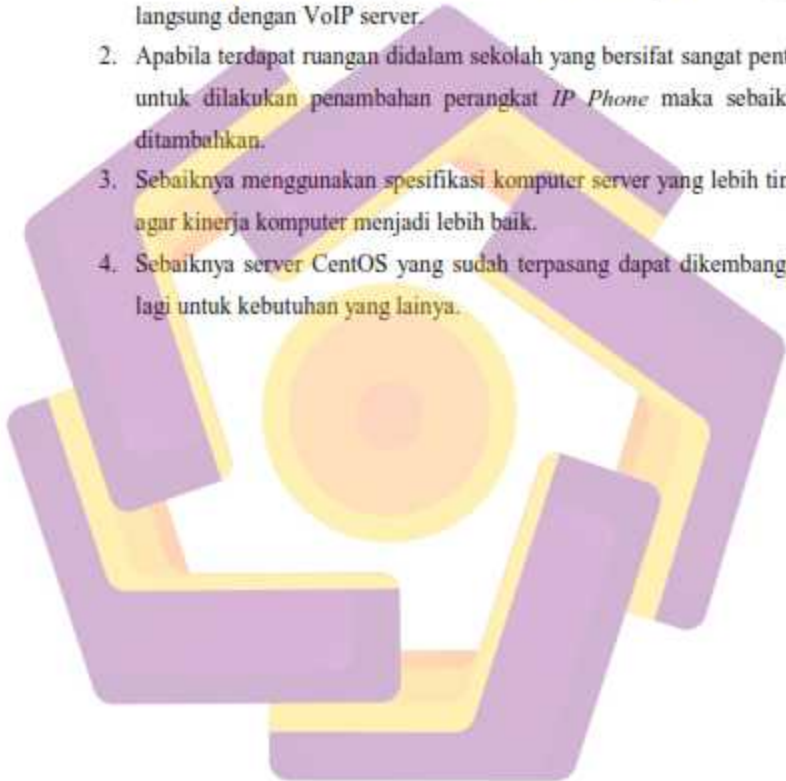 langsung dengan VoIP server.
2. Apabila terdapat ruangan didalam sekolah yang bersifat sangat pent
untuk dilakukan penambahan perangkat IP Phone maka sebaik
ditambahkan.
3. Sebaiknya menggunakan spesifikasi komputer server yang lebih tin
agar kinerja komputer menjadi lebih baik.
4. Sebaiknya server CentOS yang sudah terpasang dapat dikembang
lagi untuk kebutuhan yang lainya.